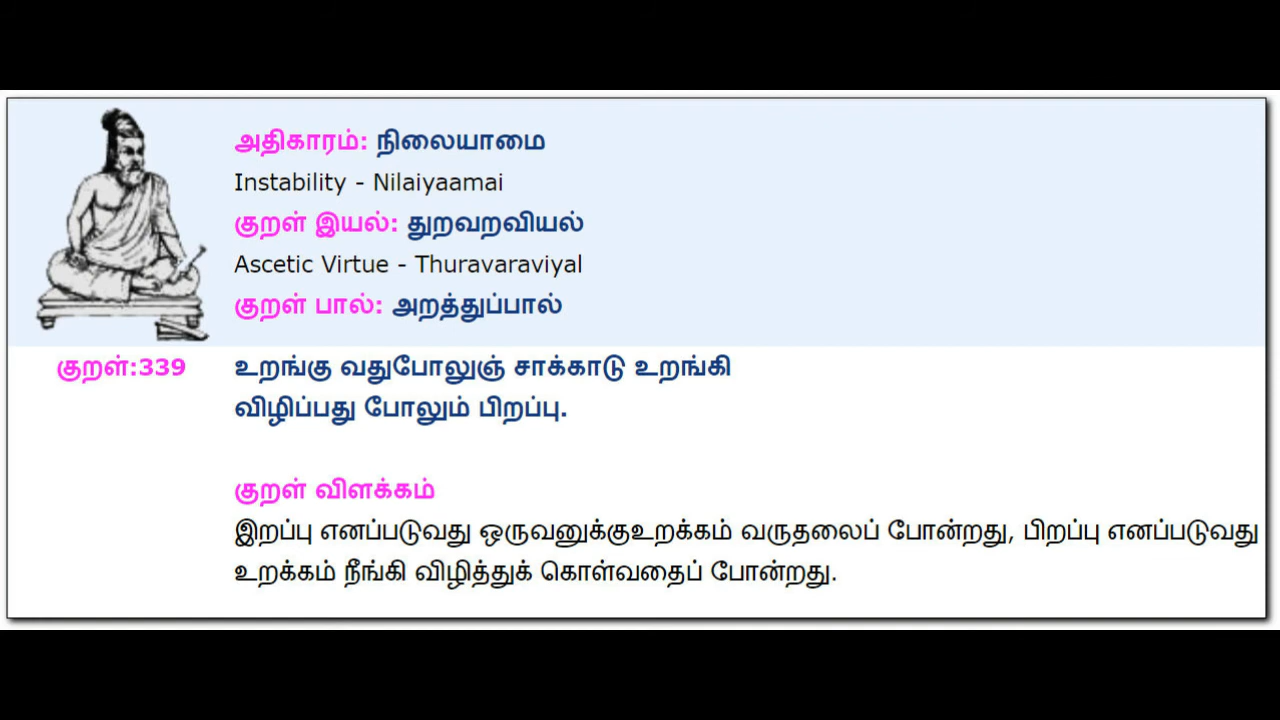 அதிகாரம்: நிலையாமை
Instability - Nilaiyaamai
குறள் இயல்: துறவறவியல்
Ascetic Virtue - Thuravaraviyal
குறள் பால்: அறத்துப்பால்
குறள்:339 உறங்கு வதுபோலுஞ் சாக்காடு உறங்கி
விழிப்பது போலும் பிறப்பு.
குறள் விளக்கம்
இறப்பு எனப்படுவது ஒருவனுக்குஉறக்கம் வருதலைப் போன்றது, பிறப்பு எனப்படுவது
உறக்கம் நீங்கி விழித்துக் கொள்வதைப் போன்றது.